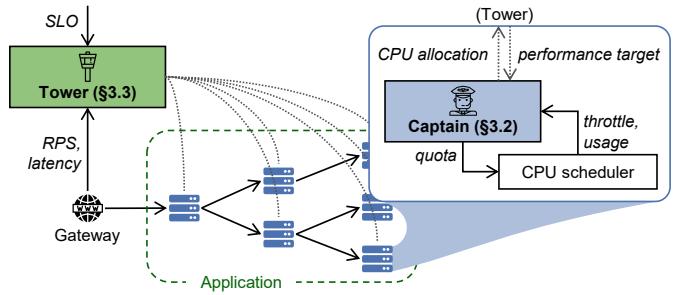 SLO
(Tower)
CPU allocation
performance target
Tower (§3.3)
Captain (§3.2)
RPS,
latency
throttle,
usage
quota
CPU scheduler
WWW
Gateway
Application